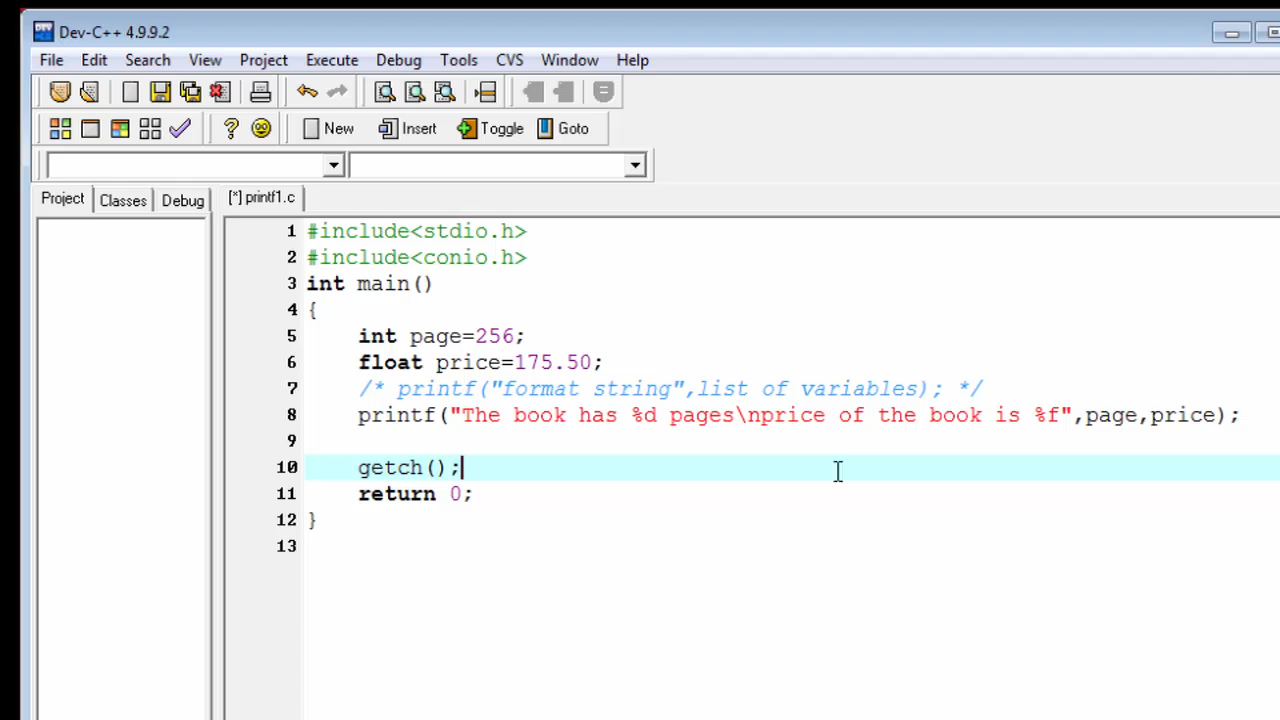 Dev-C++ 4.9.9.2
File Edit Search View Project Execute Debug Tools CVS Window Help
New Insert Toggle Goto
Project Classes Debug [*] printf1.c
1 #include<stdio.h>
2 #include<conio.h>
3 int main()
4 {
5 int page=256;
6 float price=175.50;
7 /* printf("format string",list of variables); */
8 printf("The book has %d pages\nprice of the book is %f",page,price);
9
10 getch();
11 return 0;
12 }
13